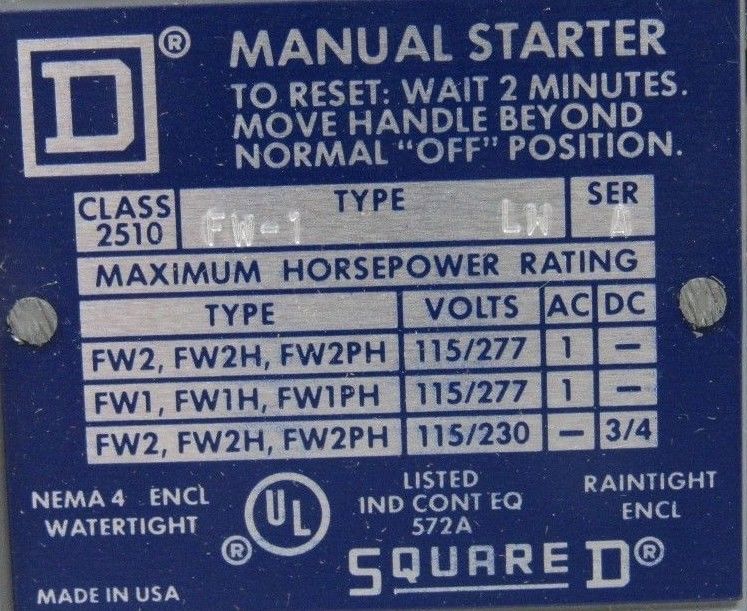 D ®
MANUAL STARTER
TO RESET: WAIT 2 MINUTES.
MOVE HANDLE BEYOND
NORMAL "OFF" POSITION.
CLASS 2510 TYPE FW-1 LW SER A
MAXIMUM HORSEPOWER RATING
TYPE VOLTS AC DC
FW2, FW2H, FW2PH 115/277 1 –
FW1, FW1H, FW1PH 115/277 1 –
FW2, FW2H, FW2PH 115/230 – 3/4
NEMA 4 ENCL
WATERTIGHT
UL ®
LISTED
IND CONT EQ
572A
RAINTIGHT
ENCL
SQUARE D ®
MADE IN USA